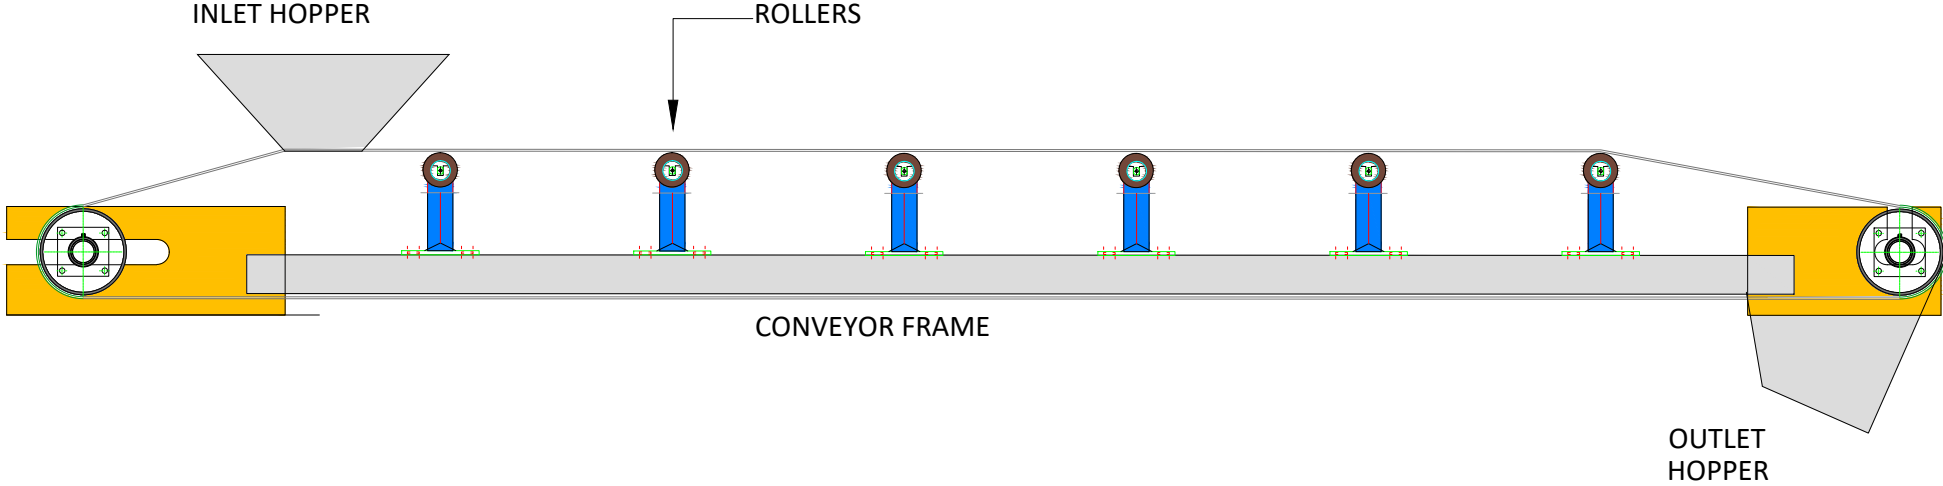 INLET HOPPER
ROLLERS
CONVEYOR FRAME
OUTLET
HOPPER